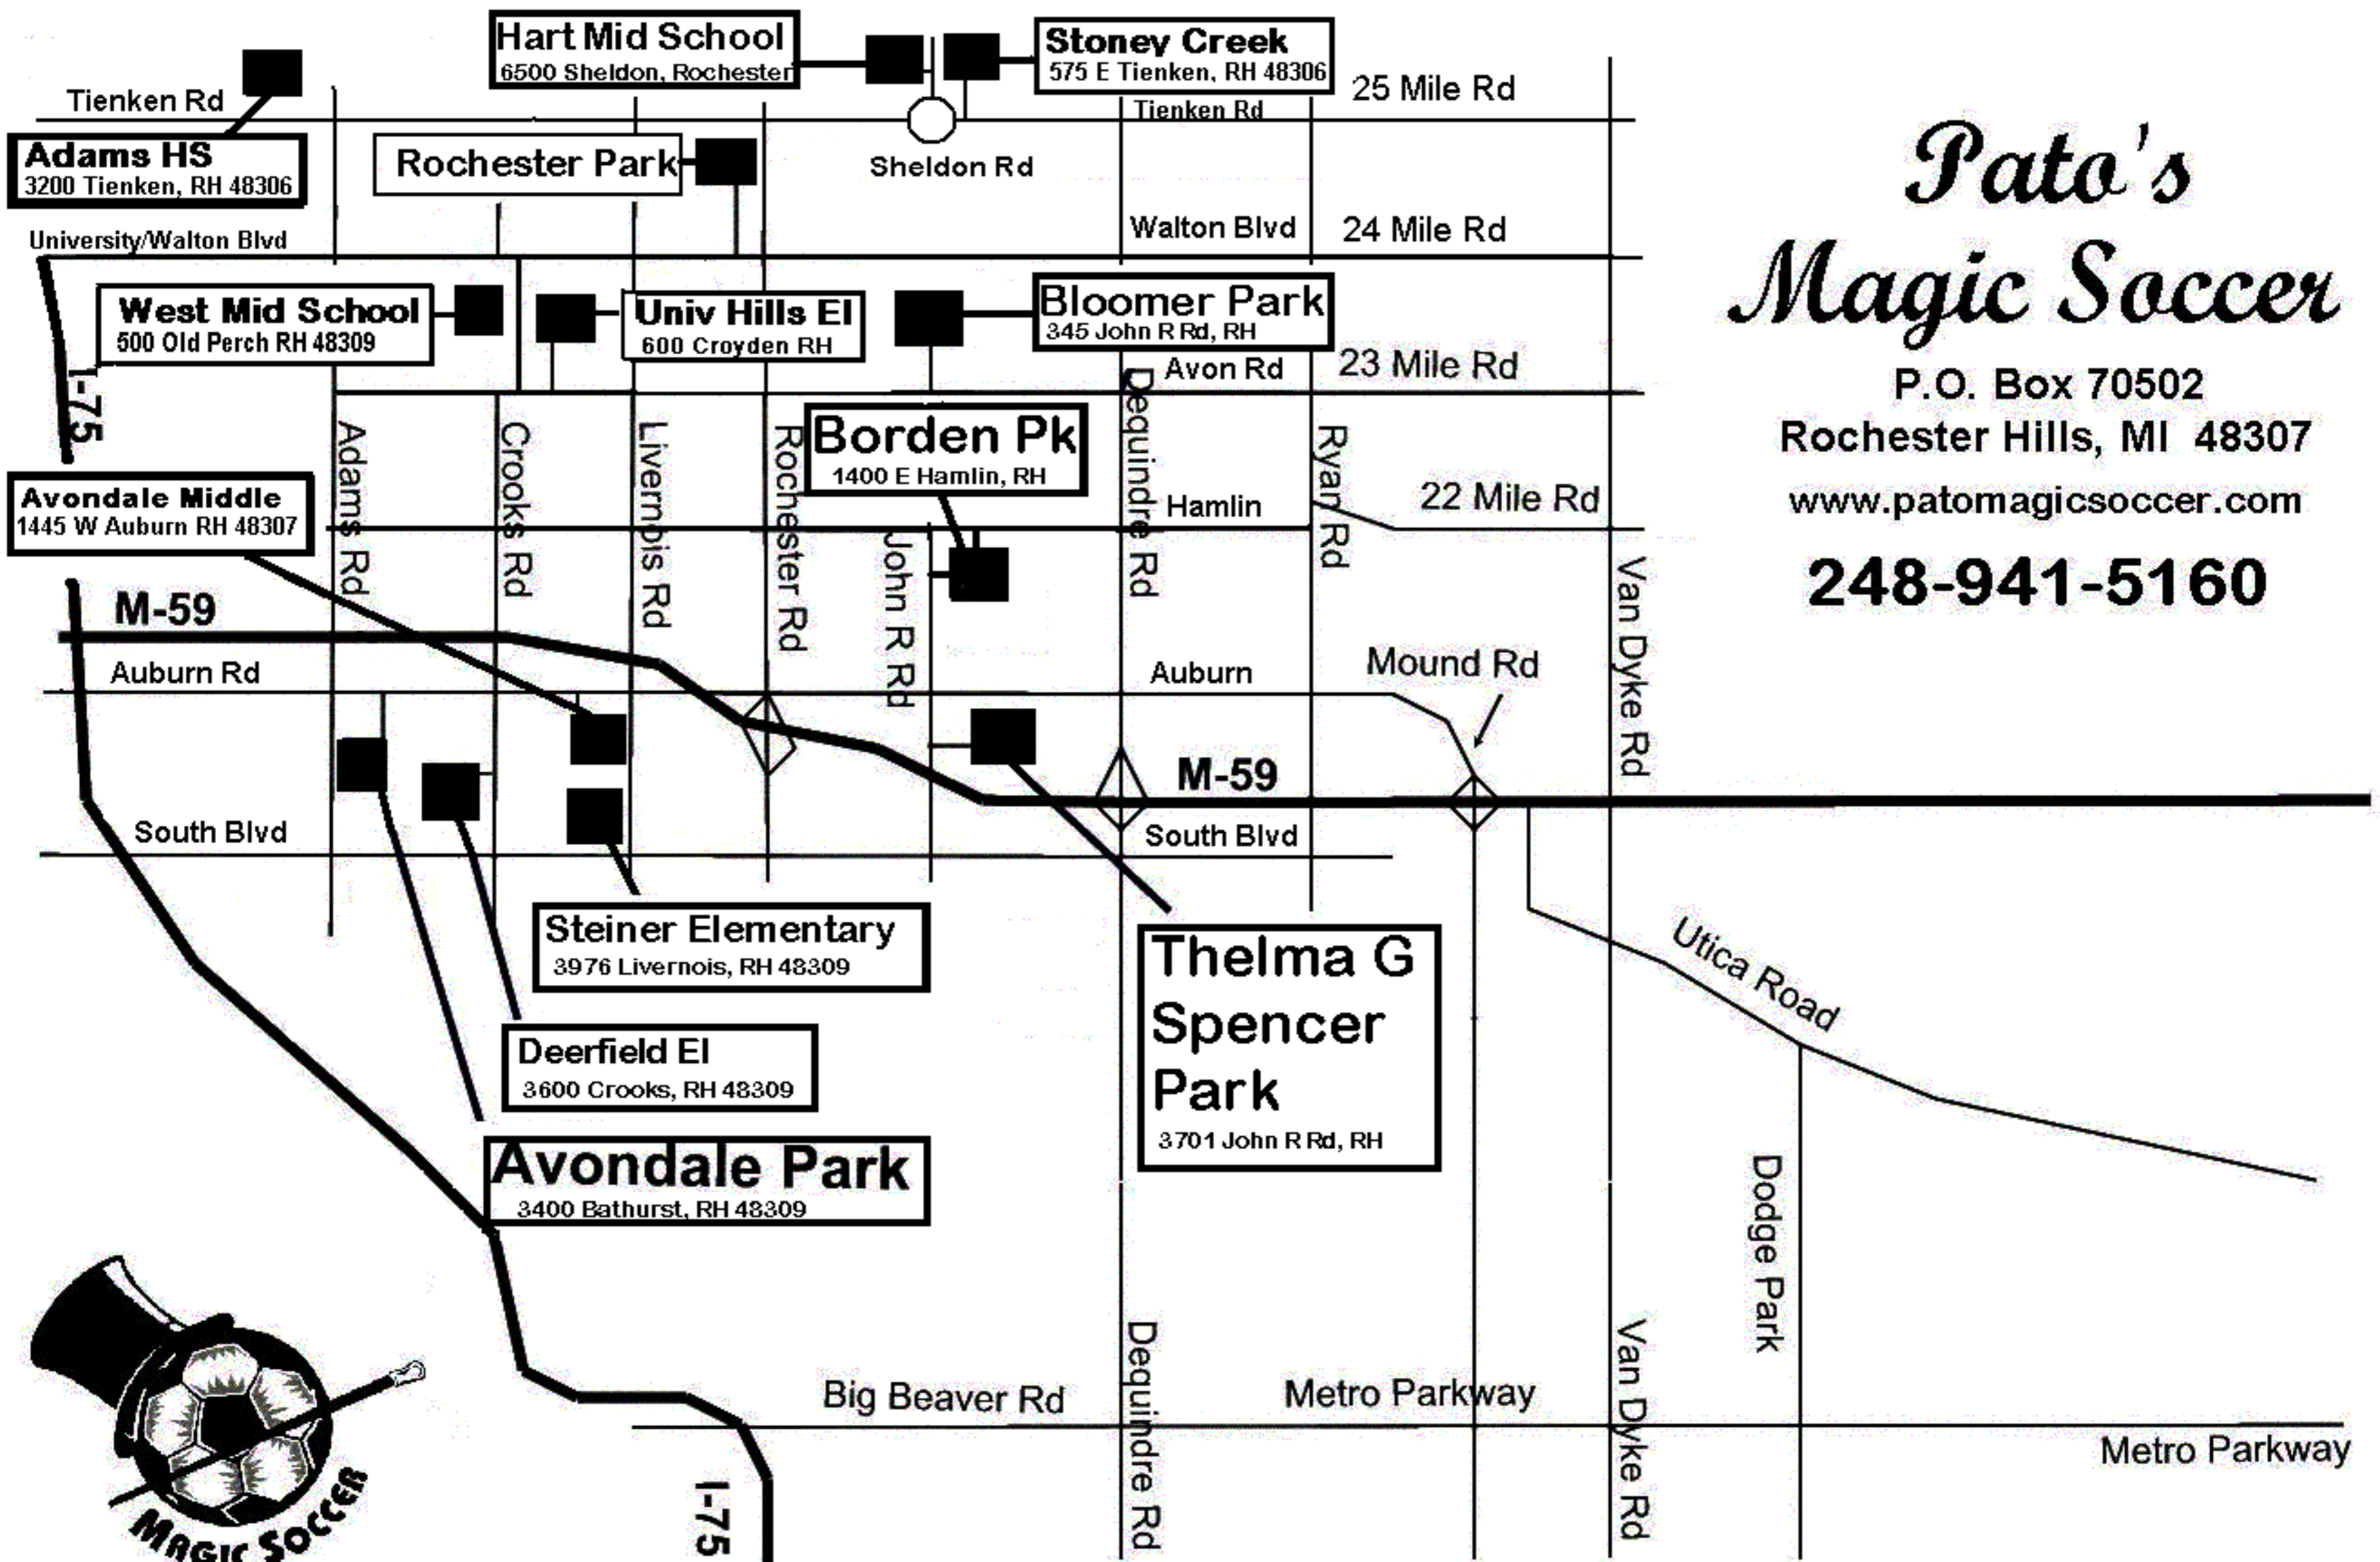 Hart Mid School
6500 Sheldon, Rochester
Stoney Creek
575 E Tienken, RH 48306
25 Mile Rd
Tienken Rd
Tienken Rd
Adams HS
3200 Tienken, RH 48306
Rochester Park
Sheldon Rd
Pato's
Magic Soccer
P.O. Box 70502
Rochester Hills, MI 48307
www.patomagicsoccer.com
248-941-5160
University/Walton Blvd
Walton Blvd
24 Mile Rd
West Mid School
500 Old Perch RH 48309
Univ Hills El
600 Croyden RH
Bloomer Park
345 John R Rd, RH
Avon Rd
23 Mile Rd
I-75
Adams Rd
Crooks Rd
Livernois Rd
Rochester Rd
Borden Pk
1400 E Hamlin, RH
Dequindre Rd
Ryan Rd
Avondale Middle
1445 W Auburn RH 48307
Hamlin
22 Mile Rd
John R Rd
Van Dyke Rd
M-59
Auburn Rd
Auburn
Mound Rd
M-59
South Blvd
South Blvd
Steiner Elementary
3976 Livernois, RH 48309
Thelma G
Spencer
Park
3701 John R Rd, RH
Utica Road
Deerfield El
3600 Crooks, RH 48309
Avondale Park
3400 Bathurst, RH 48309
Dodge Park
Big Beaver Rd
Dequindre Rd
Metro Parkway
Van Dyke Rd
Metro Parkway
I-75
MAGIC SOCCER